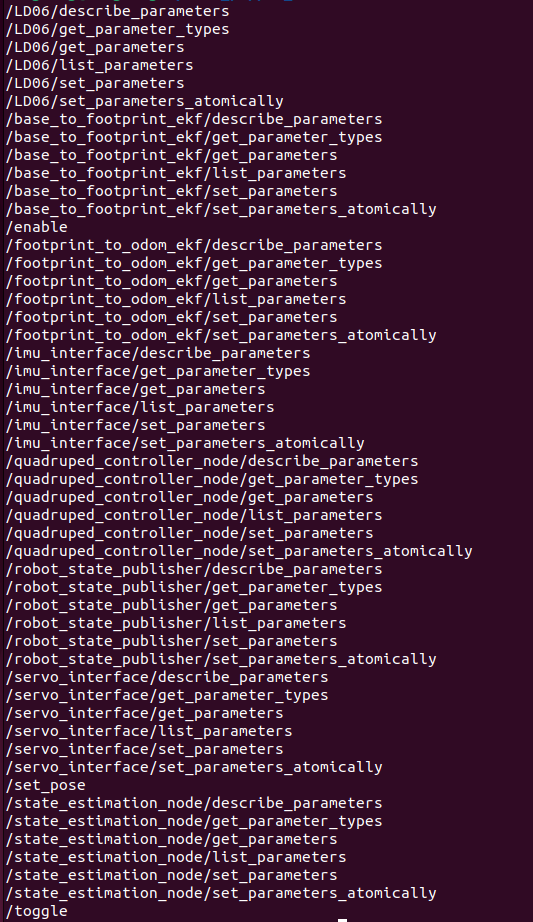 /LD06/describe_parameters
/LD06/get_parameter_types
/LD06/get_parameters
/LD06/list_parameters
/LD06/set_parameters
/LD06/set_parameters_atomically
/base_to_footprint_ekf/describe_parameters
/base_to_footprint_ekf/get_parameter_types
/base_to_footprint_ekf/get_parameters
/base_to_footprint_ekf/list_parameters
/base_to_footprint_ekf/set_parameters
/base_to_footprint_ekf/set_parameters_atomically
/enable
/footprint_to_odom_ekf/describe_parameters
/footprint_to_odom_ekf/get_parameter_types
/footprint_to_odom_ekf/get_parameters
/footprint_to_odom_ekf/list_parameters
/footprint_to_odom_ekf/set_parameters
/footprint_to_odom_ekf/set_parameters_atomically
/imu_interface/describe_parameters
/imu_interface/get_parameter_types
/imu_interface/get_parameters
/imu_interface/list_parameters
/imu_interface/set_parameters
/imu_interface/set_parameters_atomically
/quadruped_controller_node/describe_parameters
/quadruped_controller_node/get_parameter_types
/quadruped_controller_node/get_parameters
/quadruped_controller_node/list_parameters
/quadruped_controller_node/set_parameters
/quadruped_controller_node/set_parameters_atomically
/robot_state_publisher/describe_parameters
/robot_state_publisher/get_parameter_types
/robot_state_publisher/get_parameters
/robot_state_publisher/list_parameters
/robot_state_publisher/set_parameters
/robot_state_publisher/set_parameters_atomically
/servo_interface/describe_parameters
/servo_interface/get_parameter_types
/servo_interface/get_parameters
/servo_interface/list_parameters
/servo_interface/set_parameters
/servo_interface/set_parameters_atomically
/set_pose
/state_estimation_node/describe_parameters
/state_estimation_node/get_parameter_types
/state_estimation_node/get_parameters
/state_estimation_node/list_parameters
/state_estimation_node/set_parameters
/state_estimation_node/set_parameters_atomically
/toggle